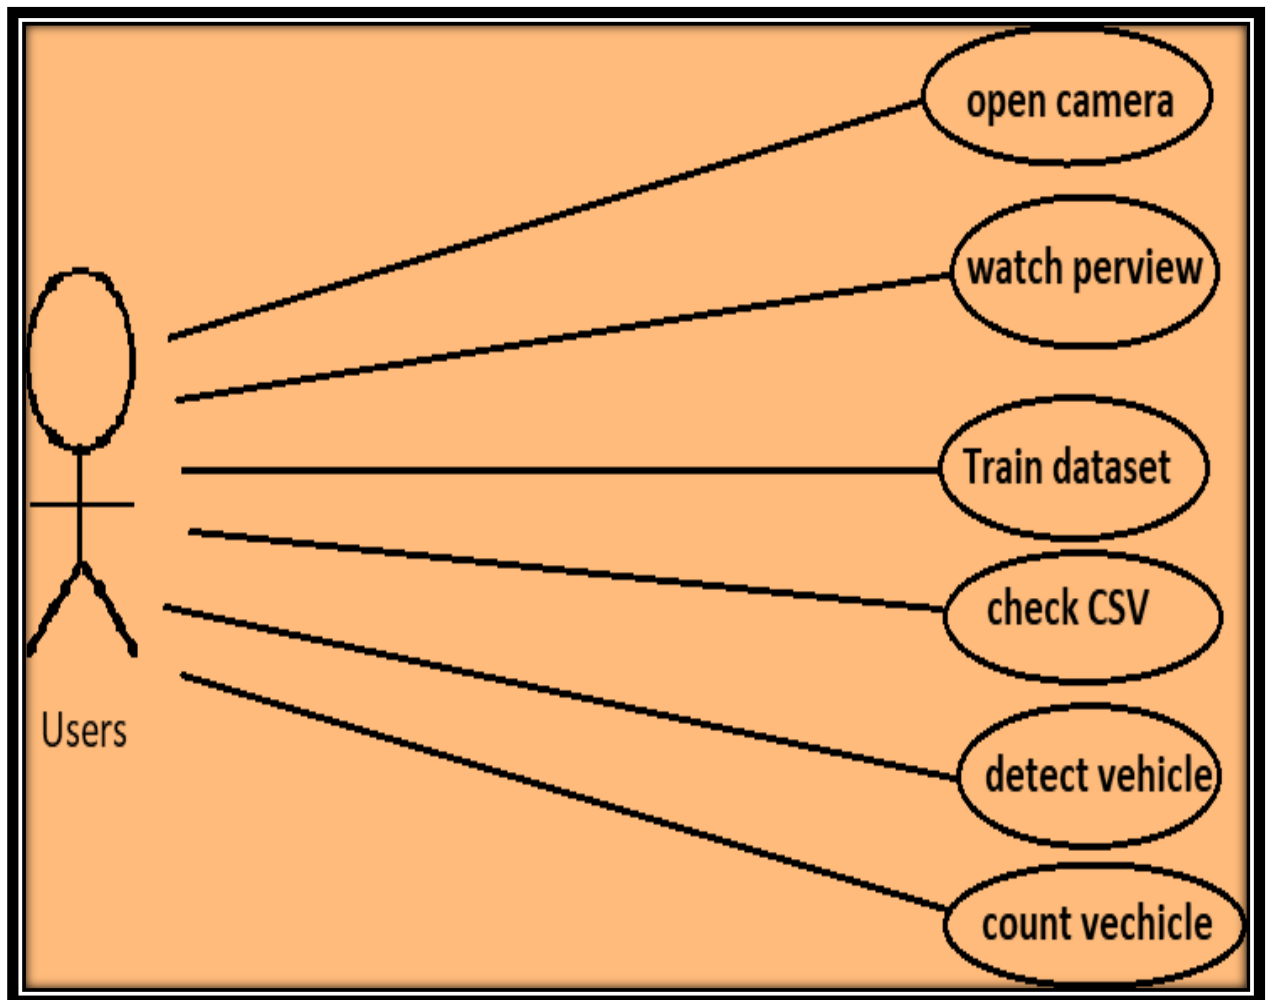 open camera
watch perview
Train dataset
check CSV
Users
detect vehicle
count vechicle